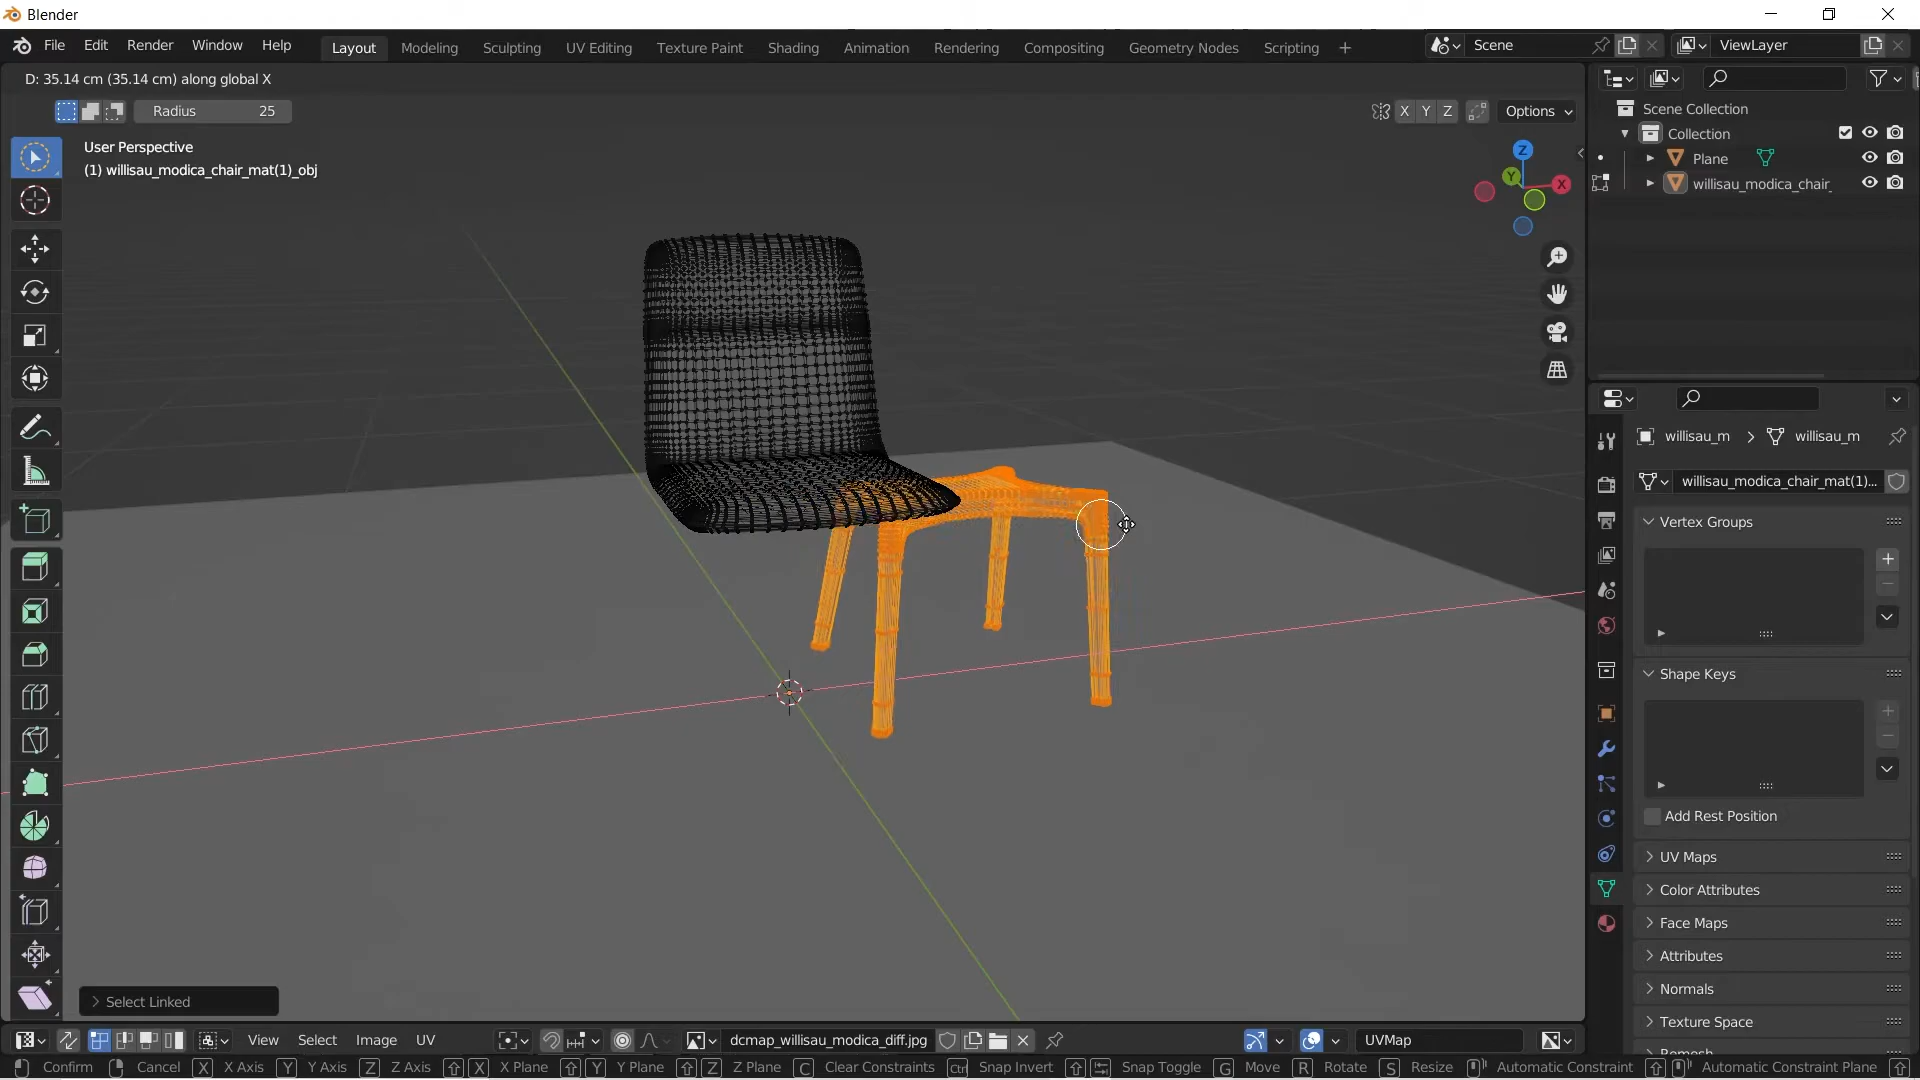 Blender
File Edit Render Window Help
Layout Modeling Sculpting UV Editing Texture Paint Shading Animation Rendering Compositing Geometry Nodes Scripting +
Scene
ViewLayer
D: 35.14 cm (35.14 cm) along global X
Radius 25
X Y Z Options
User Perspective
(1) willisau_modica_chair_mat(1)_obj
Z
Y
X
Scene Collection
Collection
Plane
willisau_modica_chair_
willisau_m > willisau_m
willisau_modica_chair_mat(1)...
Vertex Groups
Shape Keys
Add Rest Position
UV Maps
Color Attributes
Face Maps
Attributes
Normals
Texture Space
Remesh
> Select Linked
View Select Image UV
dcmap_willisau_modica_diff.jpg
UVMap
Confirm Cancel X X Axis Y Y Axis Z Z Axis X X Plane Y Y Plane Z Z Plane C Clear Constraints Ctrl Snap Invert Snap Toggle G Move R Rotate S Resize Automatic Constraint Automatic Constraint Plane